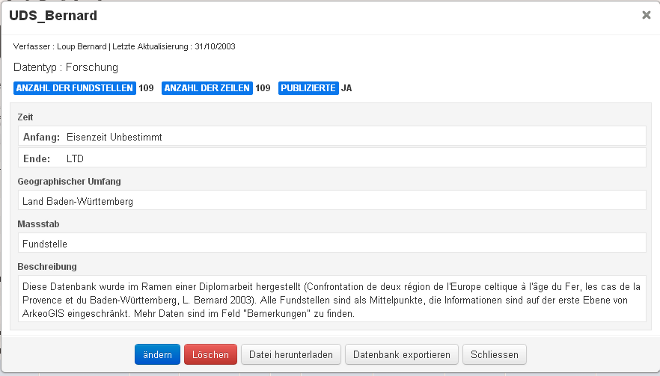 UDS_Bernard
×
Verfasser : Loup Bernard | Letzte Aktualisierung : 31/10/2003
Datentyp : Forschung
ANZAHL DER FUNDSTELLEN 109 ANZAHL DER ZEILEN 109 PUBLIZIERTE JA
Zeit
Anfang: Eisenzeit Unbestimmt
Ende: LTD
Geographischer Umfang
Land Baden-Württemberg
Massstab
Fundstelle
Beschreibung
Diese Datenbank wurde im Ramen einer Diplomarbeit hergestellt (Confrontation de deux région de l'Europe celtique à l'âge du Fer, les cas de la
Provence et du Baden-Württemberg, L. Bernard 2003). Alle Fundstellen sind als Mittelpunkte, die Informationen sind auf der erste Ebene von
ArkeoGIS eingeschränkt. Mehr Daten sind im Feld "Bemerkungen" zu finden.
ändern Löschen Datei herunterladen Datenbank exportieren Schliessen